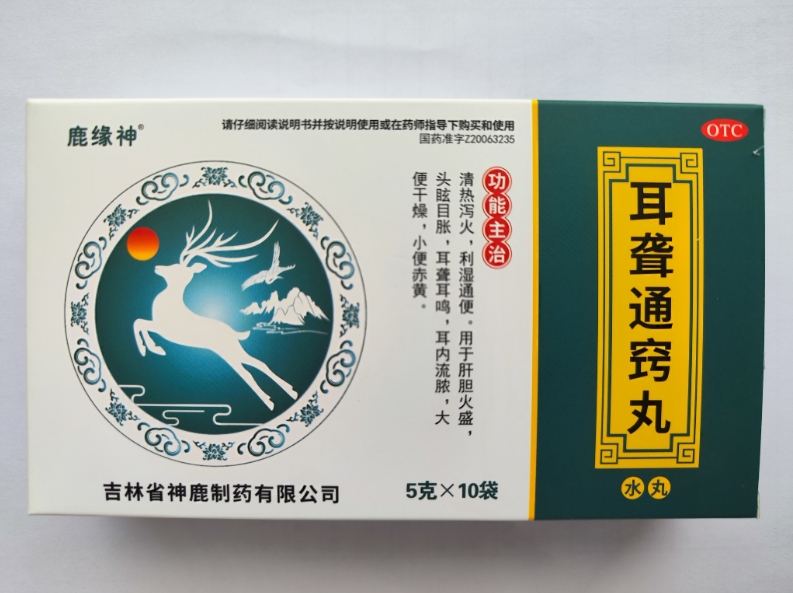 鹿缘神®
请仔细阅读说明书并按说明使用或在药师指导下购买和使用
国药准字Z20063235
功能主治
清热泻火，利湿通便。用于肝胆火盛，
头眩目胀，耳聋耳鸣，耳内流脓，大
便干燥，小便赤黄。
吉林省神鹿制药有限公司
5克×10袋
OTC
耳聋通窍丸
水丸